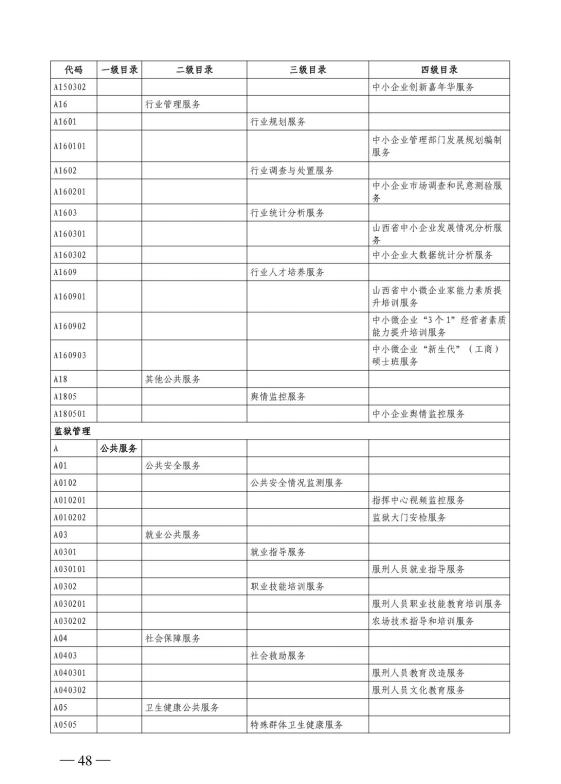 代码 一级目录 二级目录 三级目录 四级目录
A150302 中小企业创新嘉年华服务
A16 行业管理服务
A1601 行业规划服务
A160101 中小企业管理部门发展规划编制
服务
A1602 行业调查与处置服务
A160201 中小企业市场调查和民意测验服
务
A1603 行业统计分析服务
A160301 山西省中小企业发展情况分析服
务
A160302 中小企业大数据统计分析服务
A1609 行业人才培养服务
A160901 山西省中小微企业家能力素质提
升培训服务
A160902 中小微企业“3个1”经营者素质
能力提升培训服务
A160903 中小微企业“新生代”（工商）
硕士班服务
A18 其他公共服务
A1805 舆情监控服务
A180501 中小企业舆情监控服务
监狱管理
A 公共服务
A01 公共安全服务
A0102 公共安全情况监测服务
A010201 指挥中心视频监控服务
A010202 监狱大门安检服务
A03 就业公共服务
A0301 就业指导服务
A030101 服刑人员就业指导服务
A0302 职业技能培训服务
A030201 服刑人员职业技能教育培训服务
A030202 农场技术指导和培训服务
A04 社会保障服务
A0403 社会救助服务
A040301 服刑人员教育改造服务
A040302 服刑人员文化教育服务
A05 卫生健康公共服务
A0505 特殊群体卫生健康服务
— 48 —